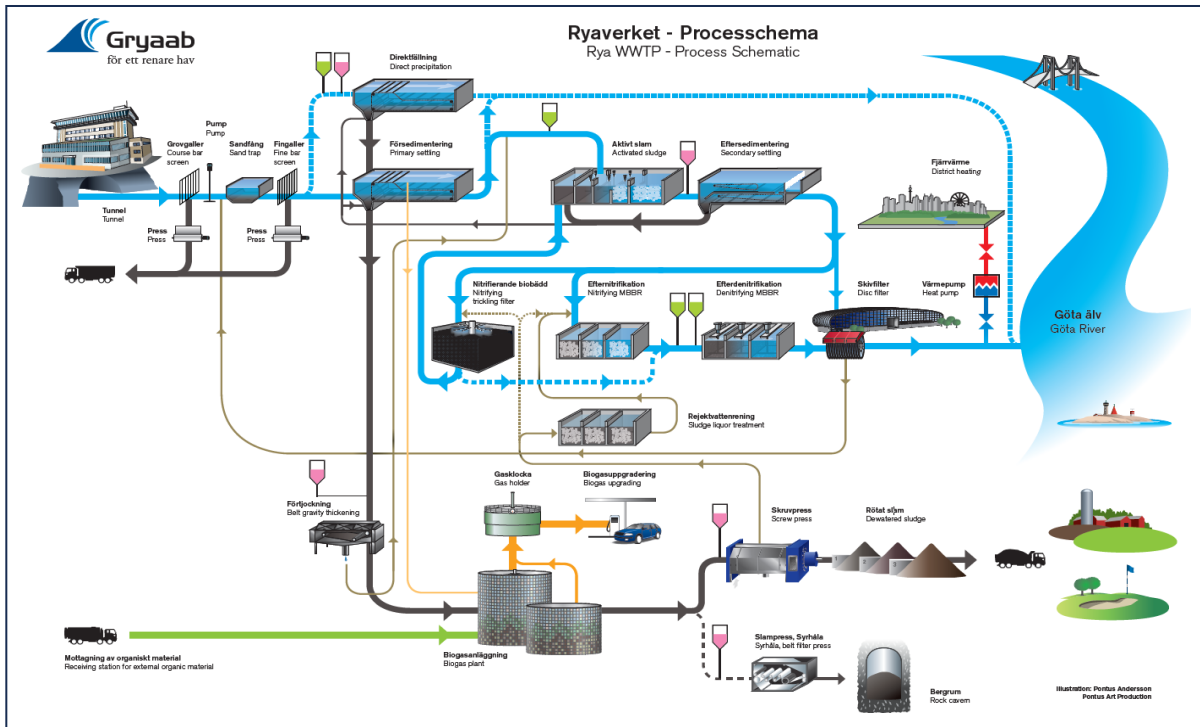 Gryaab
för ett renare hav
Ryaverket - Processchema
Rya WWTP - Process Schematic
Direktfällning
Direct precipitation
Pump
Pump
Grovgaller
Course bar
screen
Sandfång
Sand trap
Fingaller
Fine bar
screen
Försedimentering
Primary settling
Aktivt slam
Activated sludge
Eftersedimentering
Secondary settling
Fjärrvärme
District heating
Tunnel
Tunnel
Press
Press
Press
Press
Nitrifierande biobädd
Nitrifying
trickling filter
Efternitrifikation
Nitrifying MBBR
Efterdenitrifikation
Denitrifying MBBR
Skivfilter
Disc filter
Värmepump
Heat pump
Göta älv
Göta River
Rejektvattenrening
Sludge liquor treatment
Förtjockning
Belt gravity thickening
Gasklocka
Gas holder
Biogasuppgradering
Biogas upgrading
Skruvpress
Screw press
Rötat slam
Dewatered sludge
Mottagning av organiskt material
Receiving station for external organic material
Biogasanläggning
Biogas plant
Slampress, Syrhåla
Syrhåla, belt filter press
Bergrum
Rock cavern
Illustration: Pontus Andersson
Pontus Art Production